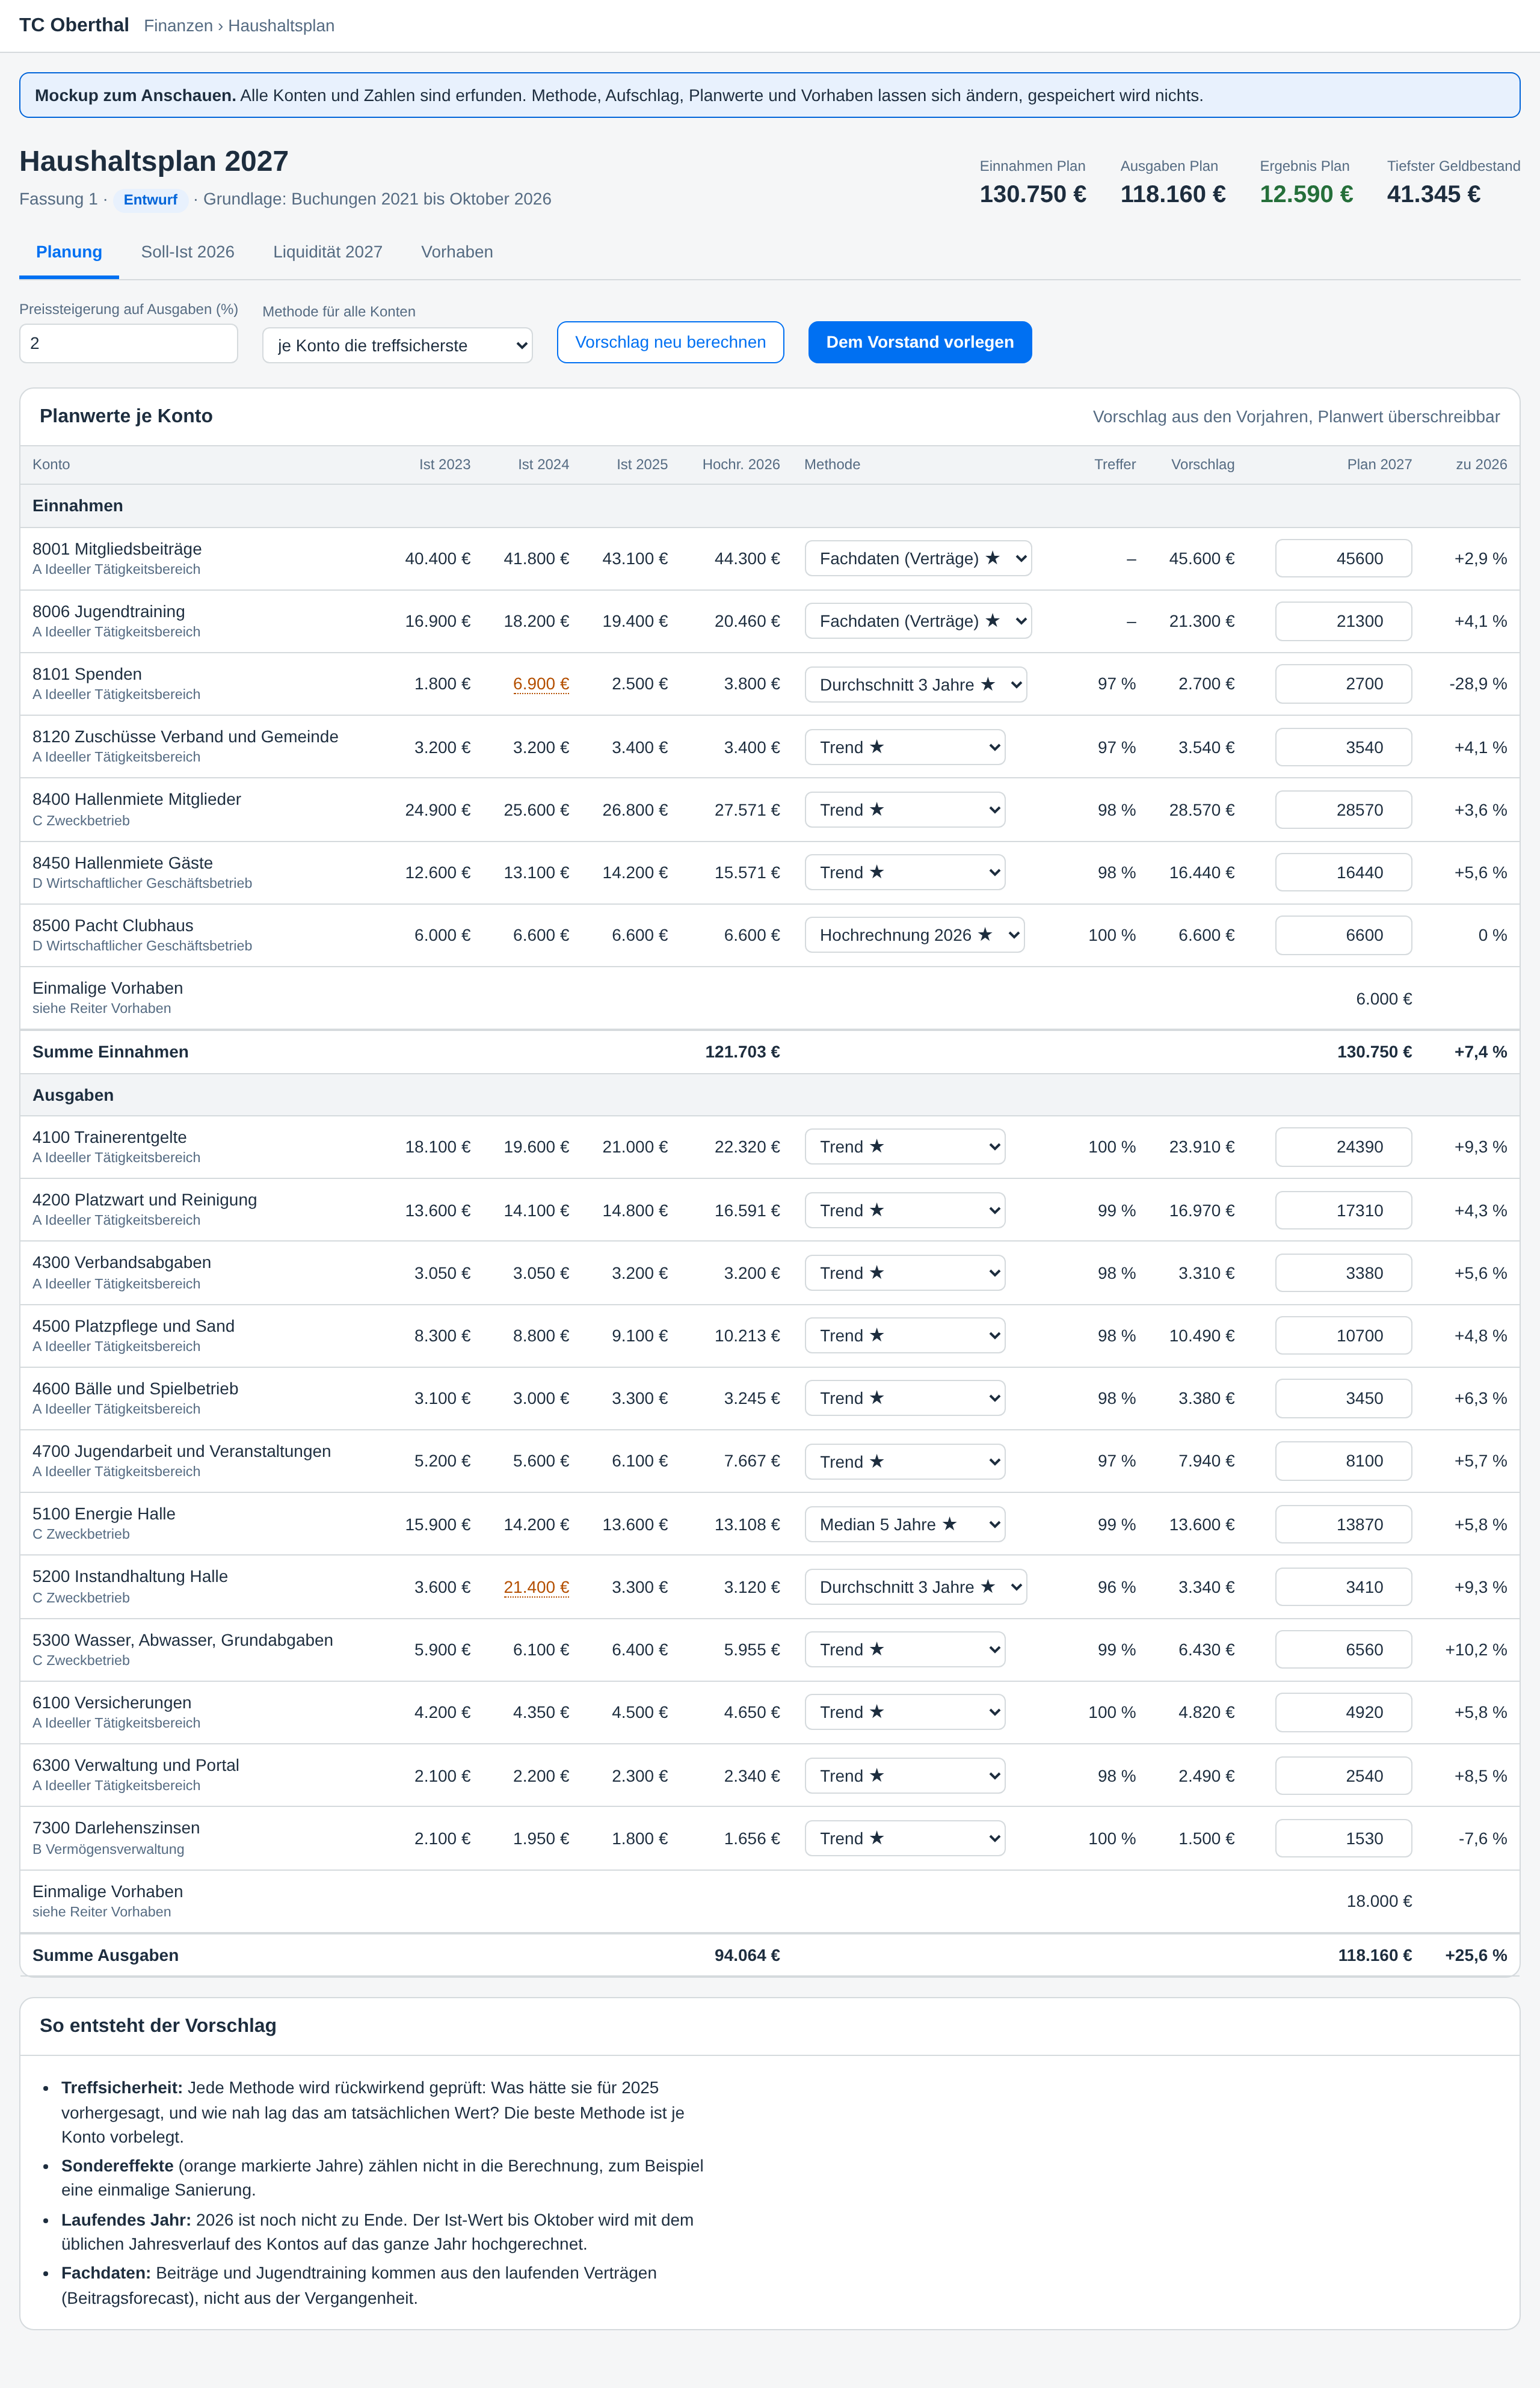 TC Oberthal Finanzen › Haushaltsplan
Mockup zum Anschauen. Alle Konten und Zahlen sind erfunden. Methode, Aufschlag, Planwerte und Vorhaben lassen sich ändern, gespeichert wird nichts.
Haushaltsplan 2027
Fassung 1 · Entwurf · Grundlage: Buchungen 2021 bis Oktober 2026
Einnahmen Plan Ausgaben Plan Ergebnis Plan Tiefster Geldbestand
130.750 € 118.160 € 12.590 € 41.345 €
Planung Soll-Ist 2026 Liquidität 2027 Vorhaben
Preissteigerung auf Ausgaben (%) Methode für alle Konten
2 je Konto die treffsicherste Vorschlag neu berechnen Dem Vorstand vorlegen
Planwerte je Konto Vorschlag aus den Vorjahren, Planwert überschreibbar
Konto Ist 2023 Ist 2024 Ist 2025 Hochr. 2026 Methode Treffer Vorschlag Plan 2027 zu 2026
Einnahmen
8001 Mitgliedsbeiträge 40.400 € 41.800 € 43.100 € 44.300 € Fachdaten (Verträge) ★ – 45.600 € 45600 +2,9 %
A Ideeller Tätigkeitsbereich
8006 Jugendtraining 16.900 € 18.200 € 19.400 € 20.460 € Fachdaten (Verträge) ★ – 21.300 € 21300 +4,1 %
A Ideeller Tätigkeitsbereich
8101 Spenden 1.800 € 6.900 € 2.500 € 3.800 € Durchschnitt 3 Jahre ★ 97 % 2.700 € 2700 -28,9 %
A Ideeller Tätigkeitsbereich
8120 Zuschüsse Verband und Gemeinde 3.200 € 3.200 € 3.400 € 3.400 € Trend ★ 97 % 3.540 € 3540 +4,1 %
A Ideeller Tätigkeitsbereich
8400 Hallenmiete Mitglieder 24.900 € 25.600 € 26.800 € 27.571 € Trend ★ 98 % 28.570 € 28570 +3,6 %
C Zweckbetrieb
8450 Hallenmiete Gäste 12.600 € 13.100 € 14.200 € 15.571 € Trend ★ 98 % 16.440 € 16440 +5,6 %
D Wirtschaftlicher Geschäftsbetrieb
8500 Pacht Clubhaus 6.000 € 6.600 € 6.600 € 6.600 € Hochrechnung 2026 ★ 100 % 6.600 € 6600 0 %
D Wirtschaftlicher Geschäftsbetrieb
Einmalige Vorhaben 6.000 €
siehe Reiter Vorhaben
Summe Einnahmen 121.703 € 130.750 € +7,4 %
Ausgaben
4100 Trainerentgelte 18.100 € 19.600 € 21.000 € 22.320 € Trend ★ 100 % 23.910 € 24390 +9,3 %
A Ideeller Tätigkeitsbereich
4200 Platzwart und Reinigung 13.600 € 14.100 € 14.800 € 16.591 € Trend ★ 99 % 16.970 € 17310 +4,3 %
A Ideeller Tätigkeitsbereich
4300 Verbandsabgaben 3.050 € 3.050 € 3.200 € 3.200 € Trend ★ 98 % 3.310 € 3380 +5,6 %
A Ideeller Tätigkeitsbereich
4500 Platzpflege und Sand 8.300 € 8.800 € 9.100 € 10.213 € Trend ★ 98 % 10.490 € 10700 +4,8 %
A Ideeller Tätigkeitsbereich
4600 Bälle und Spielbetrieb 3.100 € 3.000 € 3.300 € 3.245 € Trend ★ 98 % 3.380 € 3450 +6,3 %
A Ideeller Tätigkeitsbereich
4700 Jugendarbeit und Veranstaltungen 5.200 € 5.600 € 6.100 € 7.667 € Trend ★ 97 % 7.940 € 8100 +5,7 %
A Ideeller Tätigkeitsbereich
5100 Energie Halle 15.900 € 14.200 € 13.600 € 13.108 € Median 5 Jahre ★ 99 % 13.600 € 13870 +5,8 %
C Zweckbetrieb
5200 Instandhaltung Halle 3.600 € 21.400 € 3.300 € 3.120 € Durchschnitt 3 Jahre ★ 96 % 3.340 € 3410 +9,3 %
C Zweckbetrieb
5300 Wasser, Abwasser, Grundabgaben 5.900 € 6.100 € 6.400 € 5.955 € Trend ★ 99 % 6.430 € 6560 +10,2 %
C Zweckbetrieb
6100 Versicherungen 4.200 € 4.350 € 4.500 € 4.650 € Trend ★ 100 % 4.820 € 4920 +5,8 %
A Ideeller Tätigkeitsbereich
6300 Verwaltung und Portal 2.100 € 2.200 € 2.300 € 2.340 € Trend ★ 98 % 2.490 € 2540 +8,5 %
A Ideeller Tätigkeitsbereich
7300 Darlehenszinsen 2.100 € 1.950 € 1.800 € 1.656 € Trend ★ 100 % 1.500 € 1530 -7,6 %
B Vermögensverwaltung
Einmalige Vorhaben 18.000 €
siehe Reiter Vorhaben
Summe Ausgaben 94.064 € 118.160 € +25,6 %
So entsteht der Vorschlag
• Treffsicherheit: Jede Methode wird rückwirkend geprüft: Was hätte sie für 2025
vorhergesagt, und wie nah lag das am tatsächlichen Wert? Die beste Methode ist je
Konto vorbelegt.
• Sondereffekte (orange markierte Jahre) zählen nicht in die Berechnung, zum Beispiel
eine einmalige Sanierung.
• Laufendes Jahr: 2026 ist noch nicht zu Ende. Der Ist-Wert bis Oktober wird mit dem
üblichen Jahresverlauf des Kontos auf das ganze Jahr hochgerechnet.
• Fachdaten: Beiträge und Jugendtraining kommen aus den laufenden Verträgen
(Beitragsforecast), nicht aus der Vergangenheit.